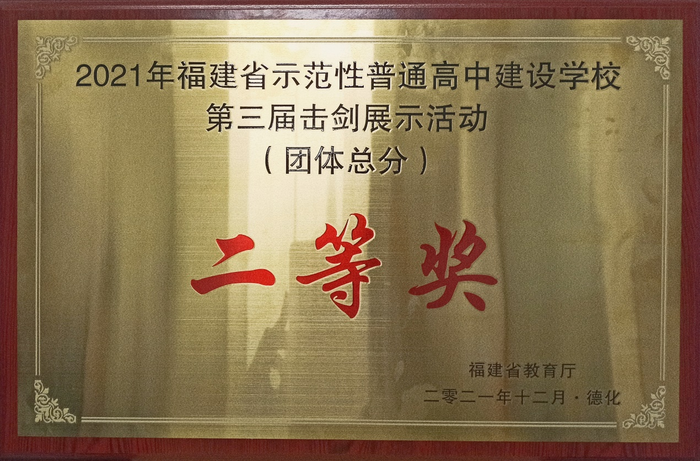 2021年福建省示范性普通高中建设学校
第三届击剑展示活动
（团体总分）
二等奖
福建省教育厅
二零二一年十二月·德化